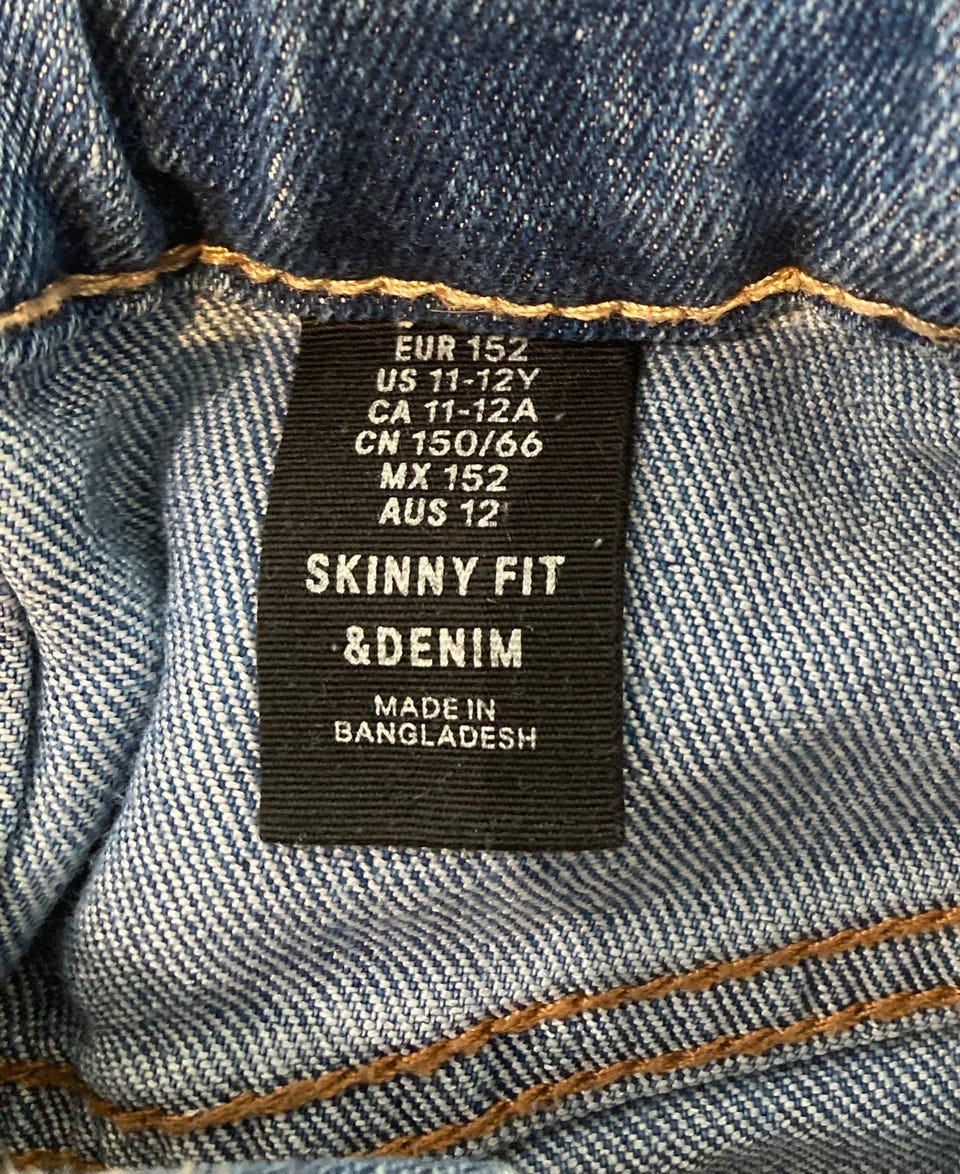 EUR 152
US 11-12Y
CA 11-12A
CN 150/66
MX 152
AUS 12
SKINNY FIT
&DENIM
MADE IN
BANGLADESH